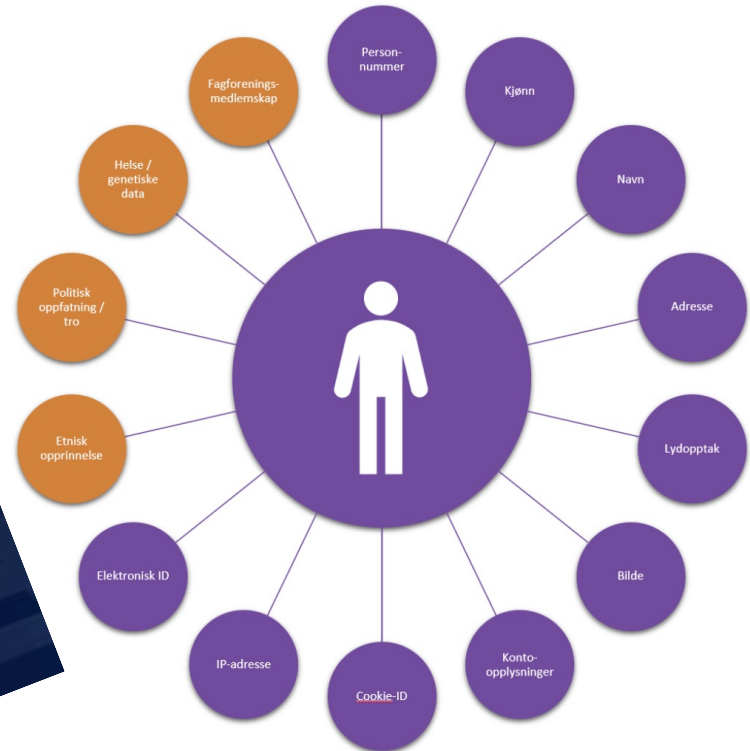 Person-
nummer
Kjønn
Navn
Adresse
Lydopptak
Bilde
Konto-
opplysninger
Cookie-ID
IP-adresse
Elektronisk ID
Etnisk
opprinnelse
Politisk
oppfatning /
tro
Helse /
genetiske
data
Fagforenings-
medlemskap